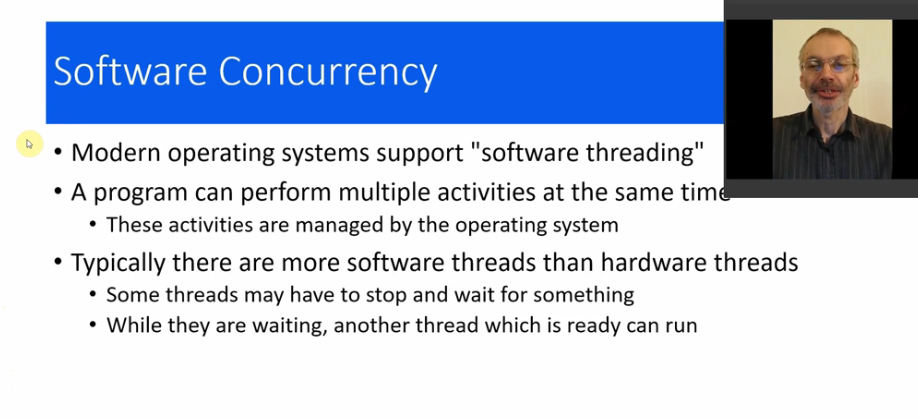 Software Concurrency
• Modern operating systems support "software threading"
• A program can perform multiple activities at the same time
• These activities are managed by the operating system
• Typically there are more software threads than hardware threads
• Some threads may have to stop and wait for something
• While they are waiting, another thread which is ready can run